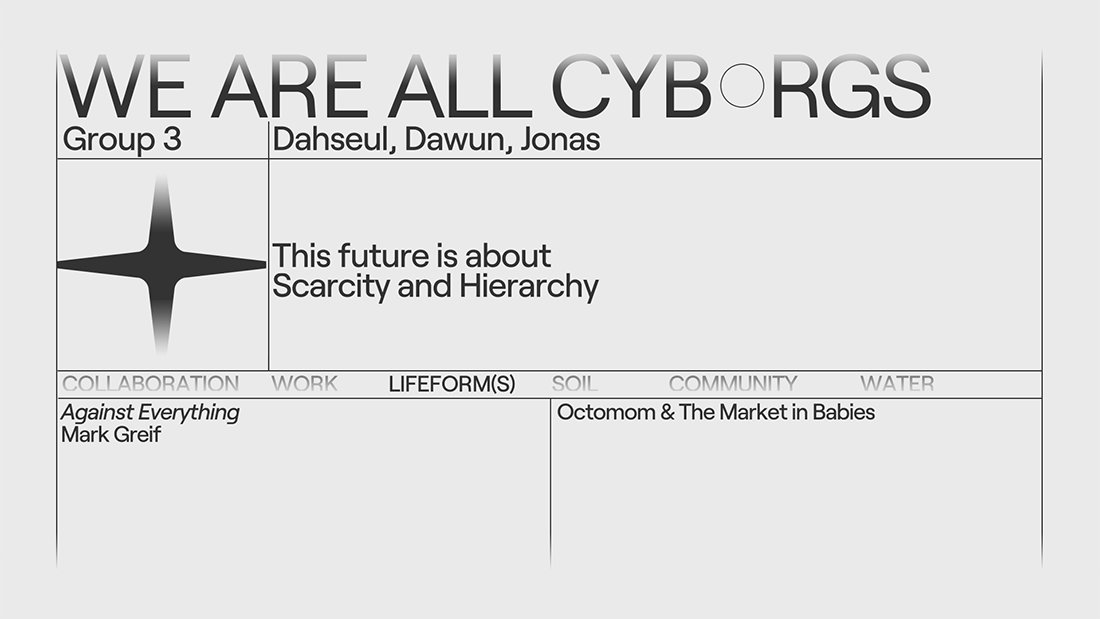 WE ARE ALL CYBORGS
Group 3
Dahseul, Dawun, Jonas
This future is about
Scarcity and Hierarchy
COLLABORATION WORK LIFEFORM(S) SOIL COMMUNITY WATER
Against Everything
Mark Greif
Octomom & The Market in Babies